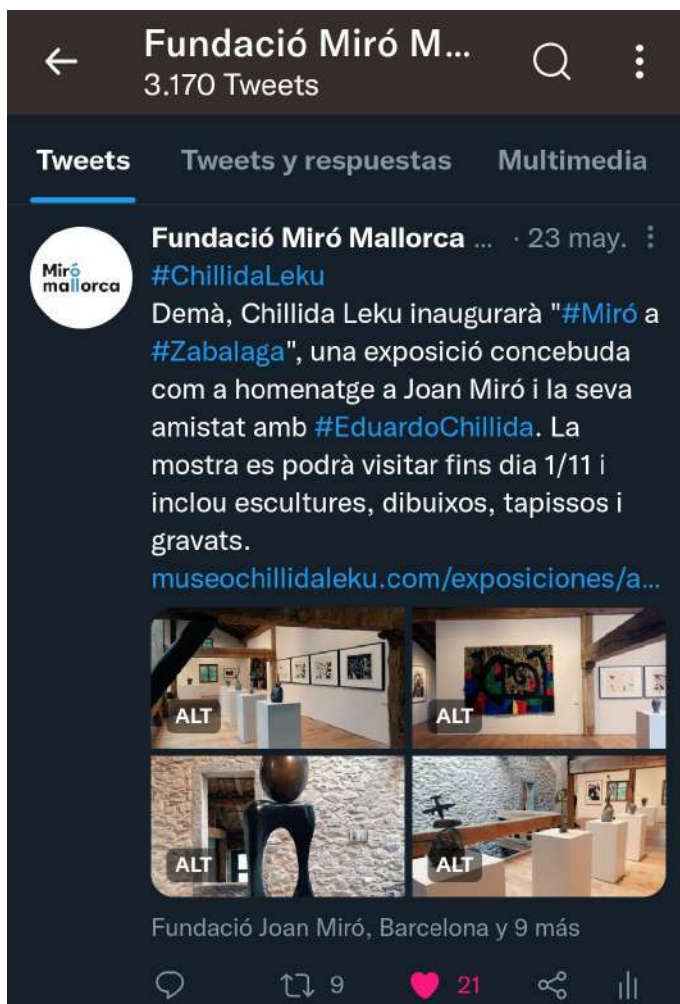 Fundació Miró M...
3.170 Tweets
Tweets Tweets y respuestas Multimedia
Miró
mallorca
Fundació Miró Mallorca ... · 23 may.
#ChillidaLeku
Demà, Chillida Leku inaugurarà "#Miró a
#Zabalaga", una exposició concebuda
com a homenatge a Joan Miró i la seva
amistat amb #EduardoChillida. La
mostra es podrà visitar fins dia 1/11 i
inclou escultures, dibuixos, tapissos i
gravats.
museochillidaleku.com/exposiciones/a...
ALT ALT
ALT ALT
Fundació Joan Miró, Barcelona y 9 más
9 21